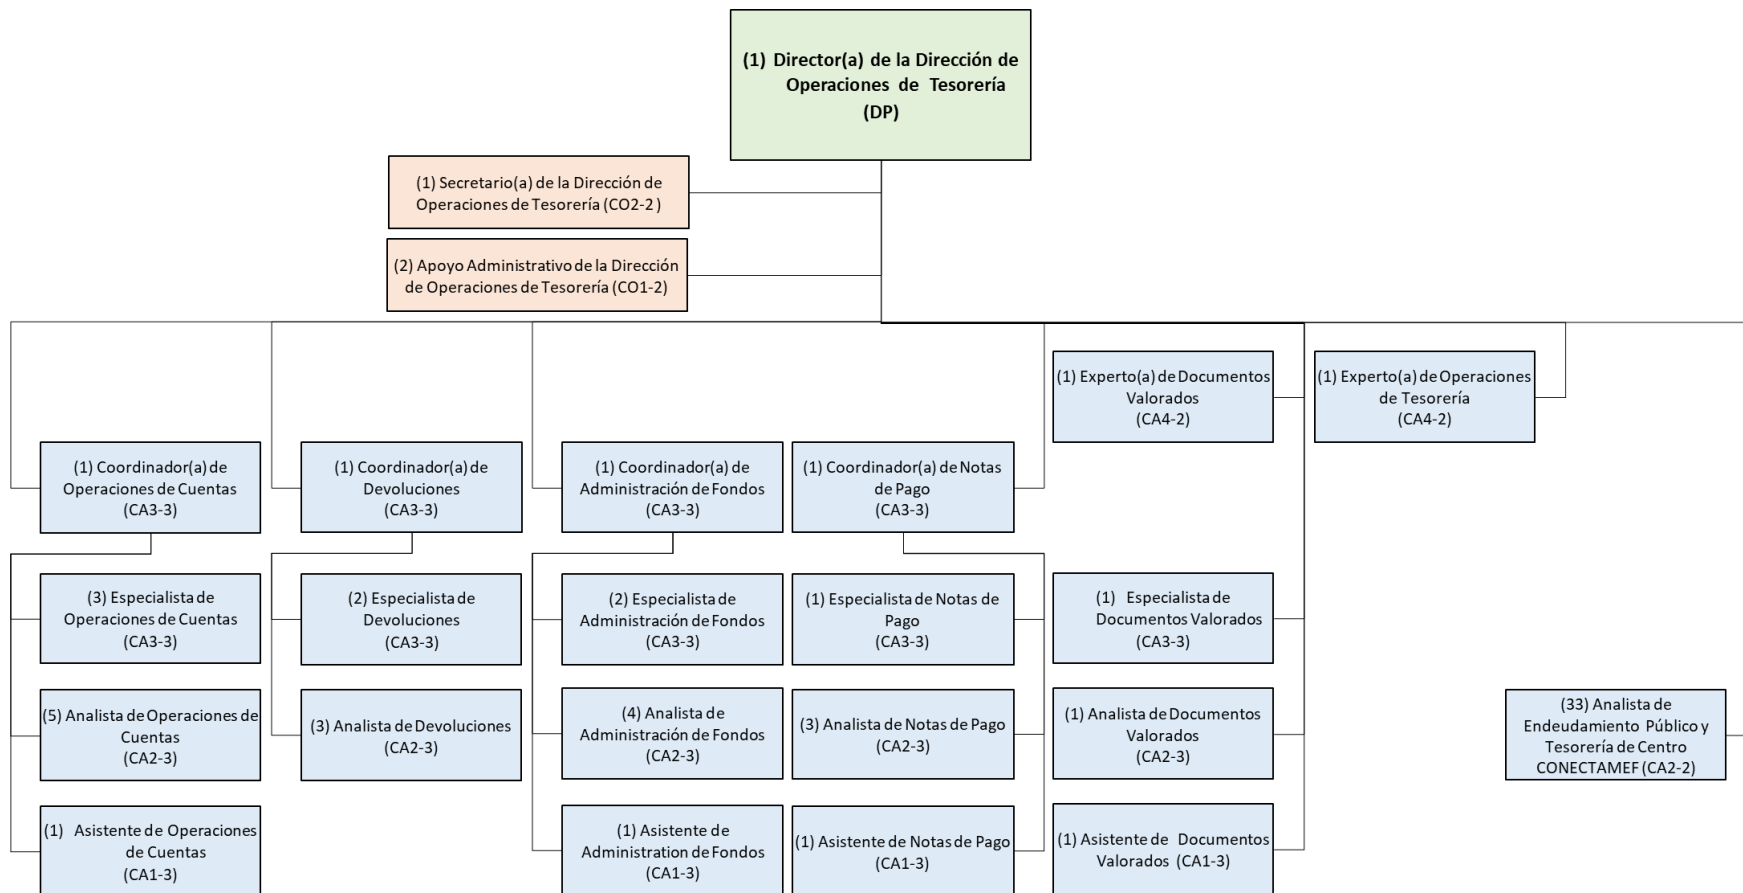 (1) Director(a) de la Dirección de
Operaciones de Tesorería
(DP)
(1) Secretario(a) de la Dirección de
Operaciones de Tesorería (CO2-2 )
(2) Apoyo Administrativo de la Dirección
de Operaciones de Tesorería (CO1-2)
(1) Experto(a) de Documentos
Valorados
(CA4-2)
(1) Experto(a) de Operaciones
de Tesorería
(CA4-2)
(1) Coordinador(a) de
Operaciones de Cuentas
(CA3-3)
(1) Coordinador(a) de
Devoluciones
(CA3-3)
(1) Coordinador(a) de
Administración de Fondos
(CA3-3)
(1) Coordinador(a) de Notas
de Pago
(CA3-3)
(3) Especialista de
Operaciones de Cuentas
(CA3-3)
(2) Especialista de
Devoluciones
(CA3-3)
(2) Especialista de
Administración de Fondos
(CA3-3)
(1) Especialista de Notas de
Pago
(CA3-3)
(1) Especialista de
Documentos Valorados
(CA3-3)
(5) Analista de Operaciones de
Cuentas
(CA2-3)
(3) Analista de Devoluciones
(CA2-3)
(4) Analista de
Administración de Fondos
(CA2-3)
(3) Analista de Notas de Pago
(CA2-3)
(1) Analista de Documentos
Valorados
(CA2-3)
(33) Analista de
Endeudamiento Público y
Tesorería de Centro
CONECTAMEF (CA2-2)
(1) Asistente de Operaciones
de Cuentas
(CA1-3)
(1) Asistente de
Administration de Fondos
(CA1-3)
(1) Asistente de Notas de Pago
(CA1-3)
(1) Asistente de Documentos
Valorados (CA1-3)